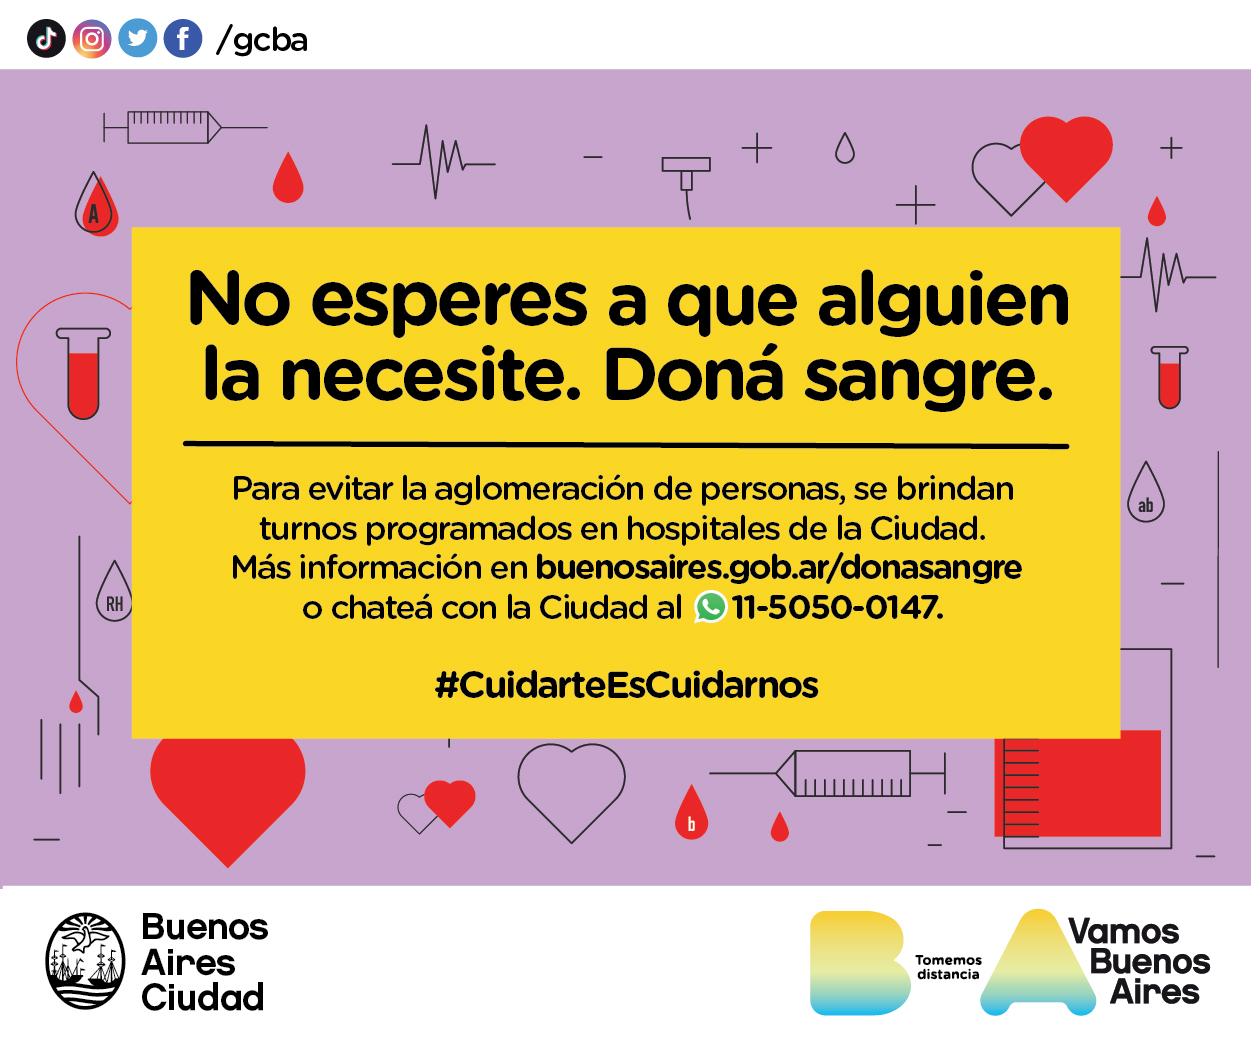 /gcba
A
No esperes a que alguien
la necesite. Doná sangre.
Para evitar la aglomeración de personas, se brindan
turnos programados en hospitales de la Ciudad.
Más información en buenosaires.gob.ar/donasangre
o chateá con la Ciudad al 11-5050-0147.
#CuidarteEsCuidarnos
ab
RH
b
Buenos
Aires
Ciudad
B
Tomemos
distancia
A
Vamos
Buenos
Aires